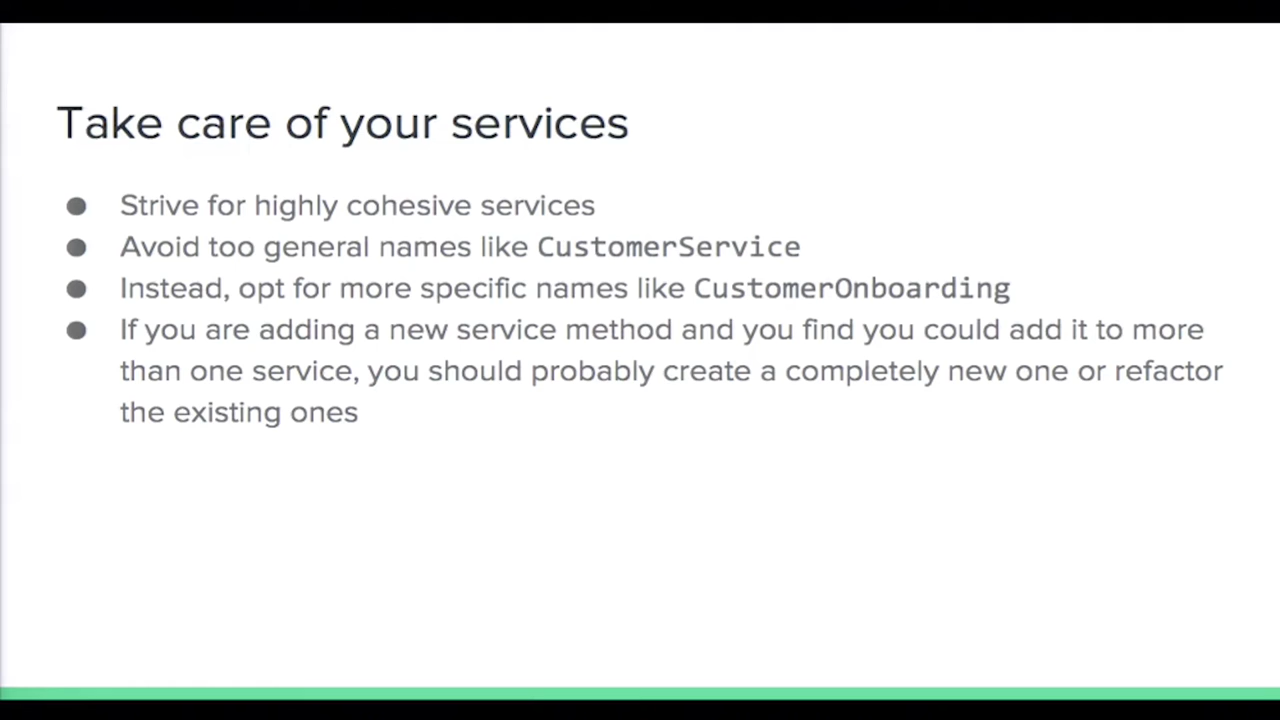 Take care of your services
● Strive for highly cohesive services
● Avoid too general names like CustomerService
● Instead, opt for more specific names like CustomerOnboarding
● If you are adding a new service method and you find you could add it to more
than one service, you should probably create a completely new one or refactor
the existing ones